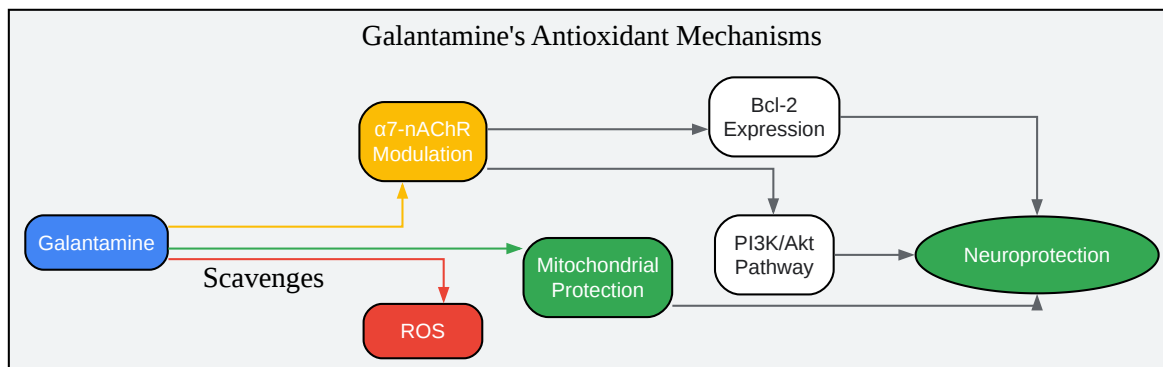 Galantamine's Antioxidant Mechanisms
Bcl-2
Expression
α7-nAChR
Modulation
Galantamine
PI3K/Akt
Pathway
Neuroprotection
Mitochondrial
Protection
Scavenges
ROS